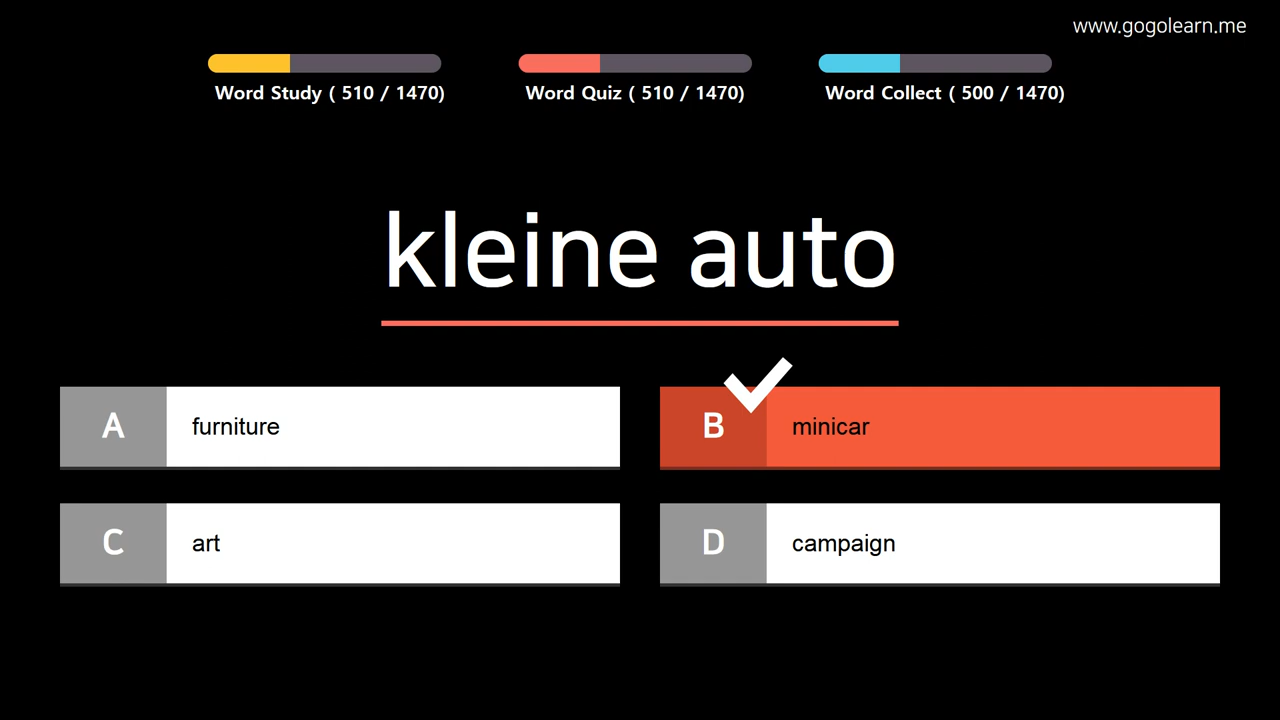 www.gogolearn.me
Word Study ( 510 / 1470)
Word Quiz ( 510 / 1470)
Word Collect ( 500 / 1470)
kleine auto
A furniture
B minicar
C art
D campaign